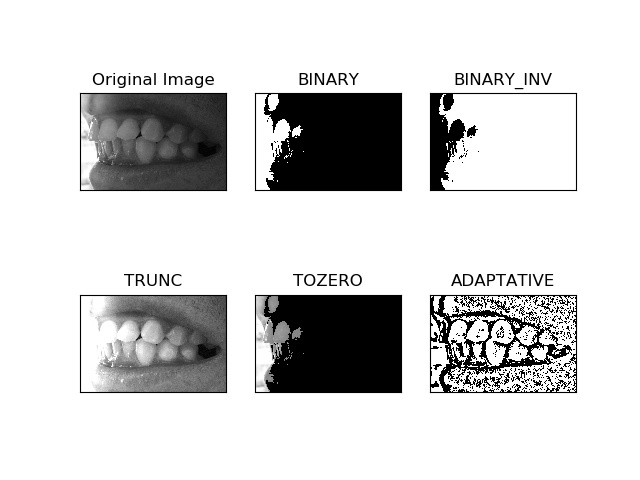 Original Image
BINARY
BINARY_INV
TRUNC
TOZERO
ADAPTATIVE